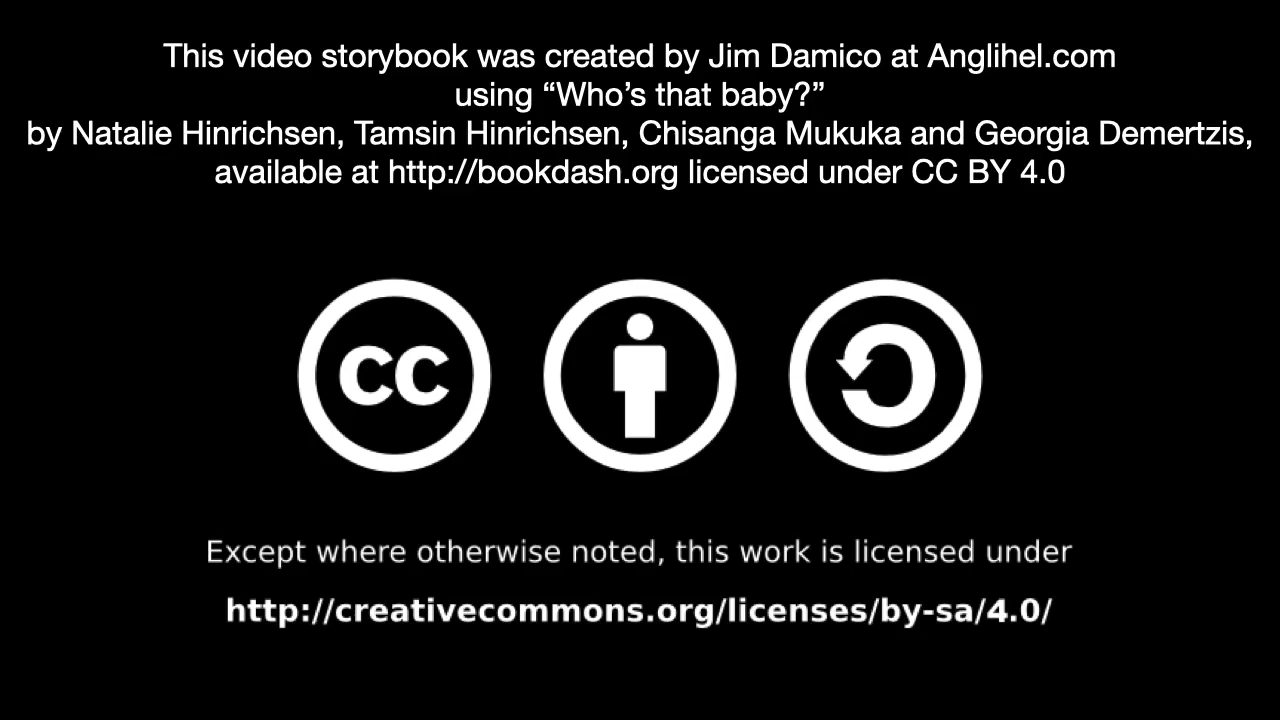 This video storybook was created by Jim Damico at Anglihel.com
using “Who’s that baby?”
by Natalie Hinrichsen, Tamsin Hinrichsen, Chisanga Mukuka and Georgia Demertzis,
available at http://bookdash.org licensed under CC BY 4.0
cc
Except where otherwise noted, this work is licensed under
http://creativecommons.org/licenses/by-sa/4.0/